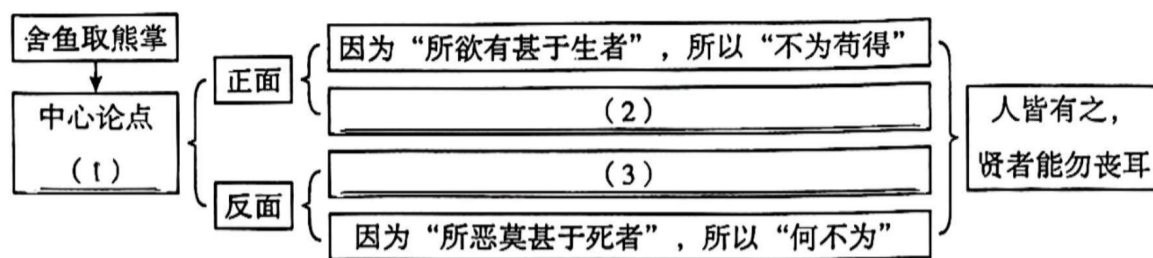 舍鱼取熊掌
中心论点
（1）
正面
因为“所欲有甚于生者”，所以“不为苟得”
（2）
反面
（3）
因为“所恶莫甚于死者”，所以“何不为”
人皆有之，
贤者能勿丧耳